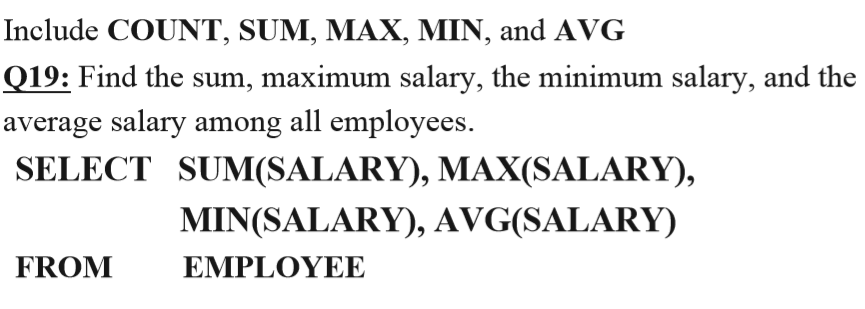 Include COUNT, SUM, MAX, MIN, and AVG
Q19: Find the sum, maximum salary, the minimum salary, and the
average salary among all employees.
SELECT SUM(SALARY), MAX(SALARY),
MIN(SALARY), AVG(SALARY)
FROM EMPLOYEE